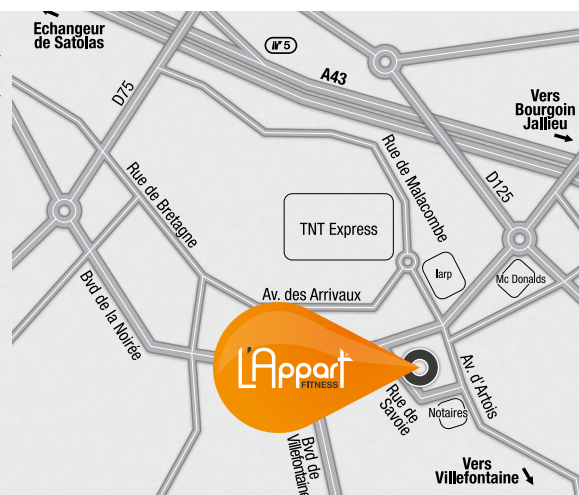 Echangeur
de Satolas
N°5
A43
D75
Vers
Bourgoin
Jallieu
Rue de Malacombe
D125
Rue de Bretagne
TNT Express
Iarp
Mc Donalds
Av. des Arrivaux
Bvd de la Noirée
L'Appart
FITNESS
Rue de
Savoie
Av. d'Artois
Notaires
Bvd de
Villefontaine
Vers
Villefontaine